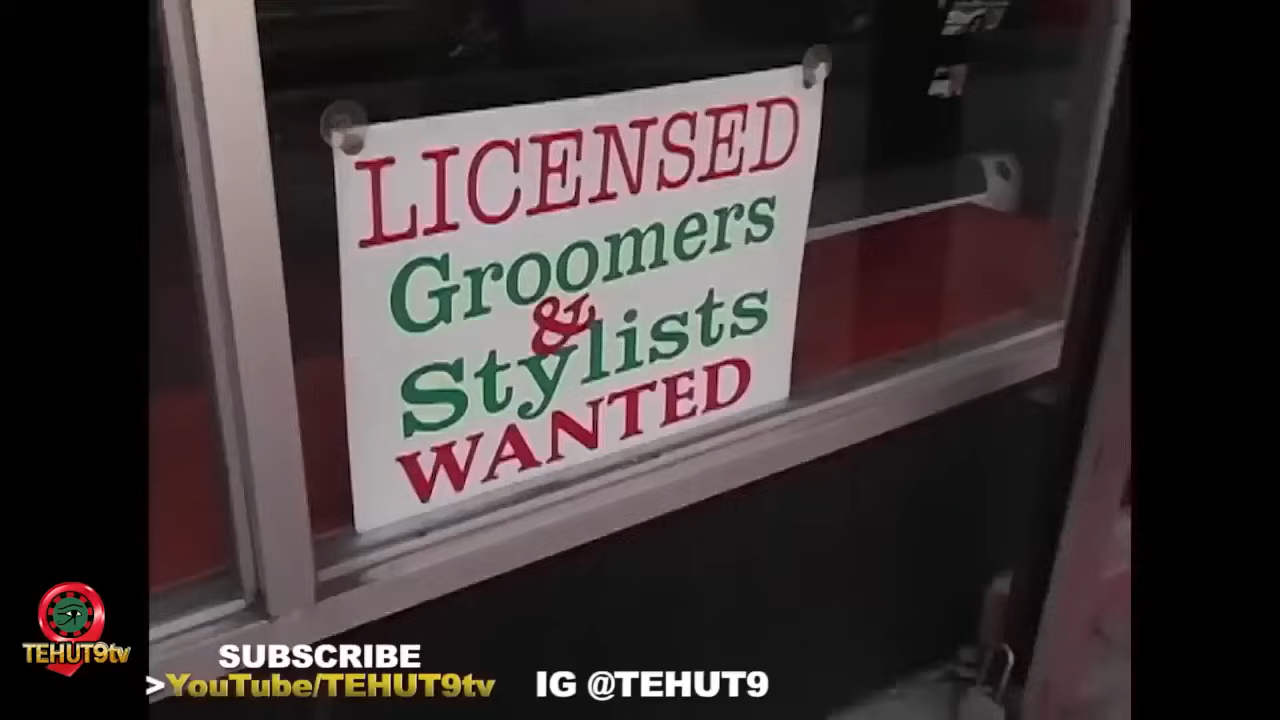 LICENSED
Groomers
&
Stylists
WANTED
TEHUT9tv
SUBSCRIBE
>YouTube/TEHUT9tv
IG @TEHUT9